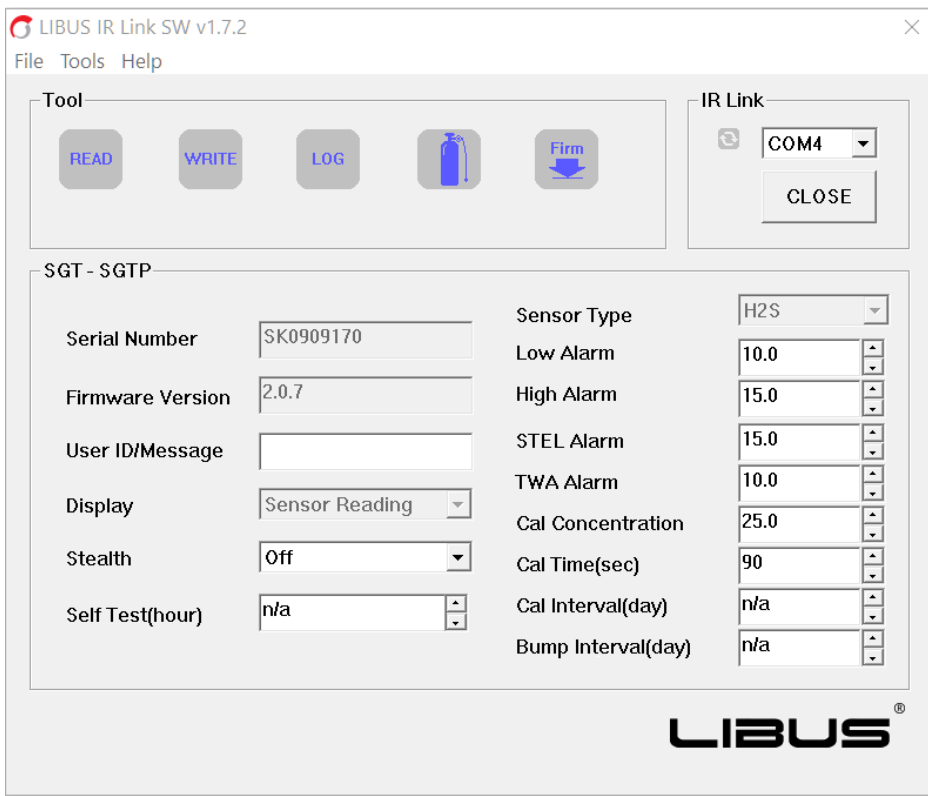 LIBUS IR Link SW v1.7.2
File Tools Help
Tool
READ
WRITE
LOG
Firm
IR Link
COM4
CLOSE
SGT - SGTP
Serial Number SK0909170
Firmware Version 2.0.7
User ID/Message
Display Sensor Reading
Stealth Off
Self Test(hour) n/a
Sensor Type H2S
Low Alarm 10.0
High Alarm 15.0
STEL Alarm 15.0
TWA Alarm 10.0
Cal Concentration 25.0
Cal Time(sec) 90
Cal Interval(day) n/a
Bump Interval(day) n/a
LIBUS®